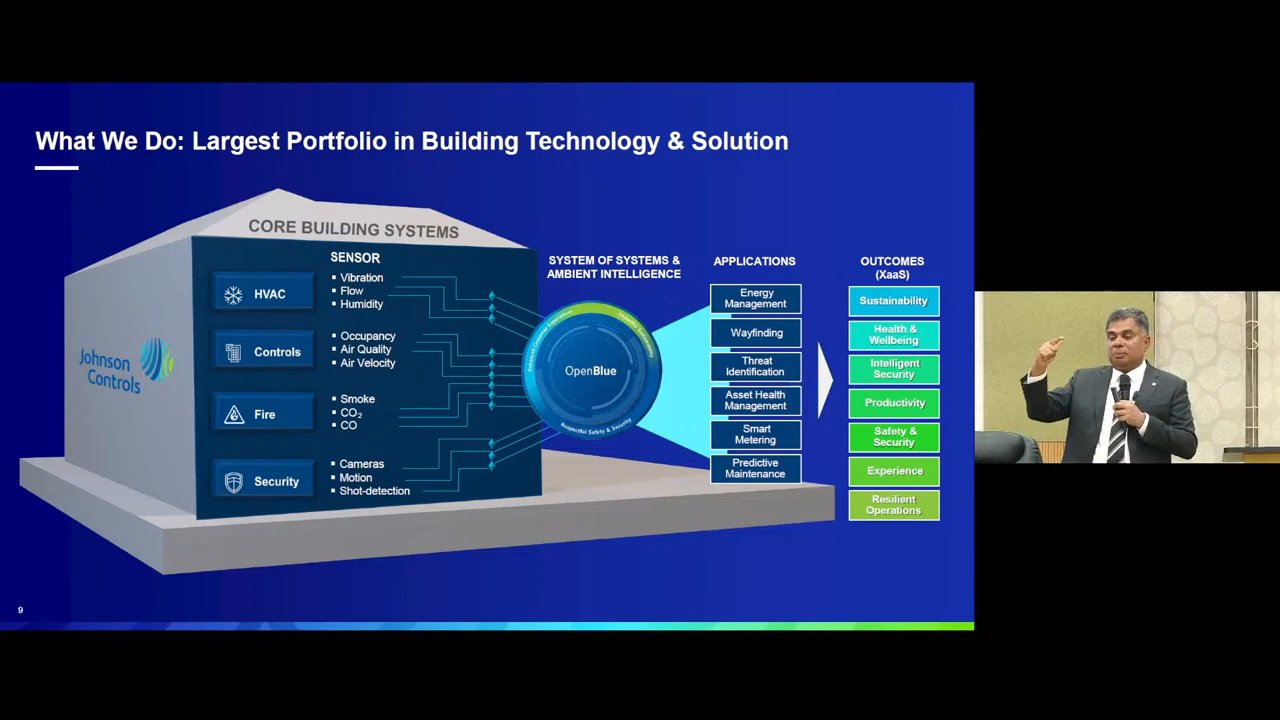 What We Do: Largest Portfolio in Building Technology & Solution
CORE BUILDING SYSTEMS
SENSOR
HVAC
▪ Vibration
▪ Flow
▪ Humidity
Controls
▪ Occupancy
▪ Air Quality
▪ Air Velocity
Fire
▪ Smoke
▪ CO₂
▪ CO
Security
▪ Cameras
▪ Motion
▪ Shot-detection
Johnson
Controls
SYSTEM OF SYSTEMS &
AMBIENT INTELLIGENCE
OpenBlue
Respectful Safety & Security
APPLICATIONS
Energy
Management
Wayfinding
Threat
Identification
Asset Health
Management
Smart
Metering
Predictive
Maintenance
OUTCOMES
(XaaS)
Sustainability
Health &
Wellbeing
Intelligent
Security
Productivity
Safety &
Security
Experience
Resilient
Operations
9